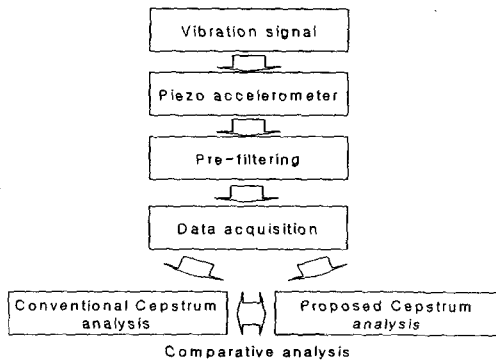 Vibration signal
Piezo accelerometer
Pre-filtering
Data acquisition
Conventional Cepstrum
analysis
Proposed Cepstrum
analysis
Comparative analysis